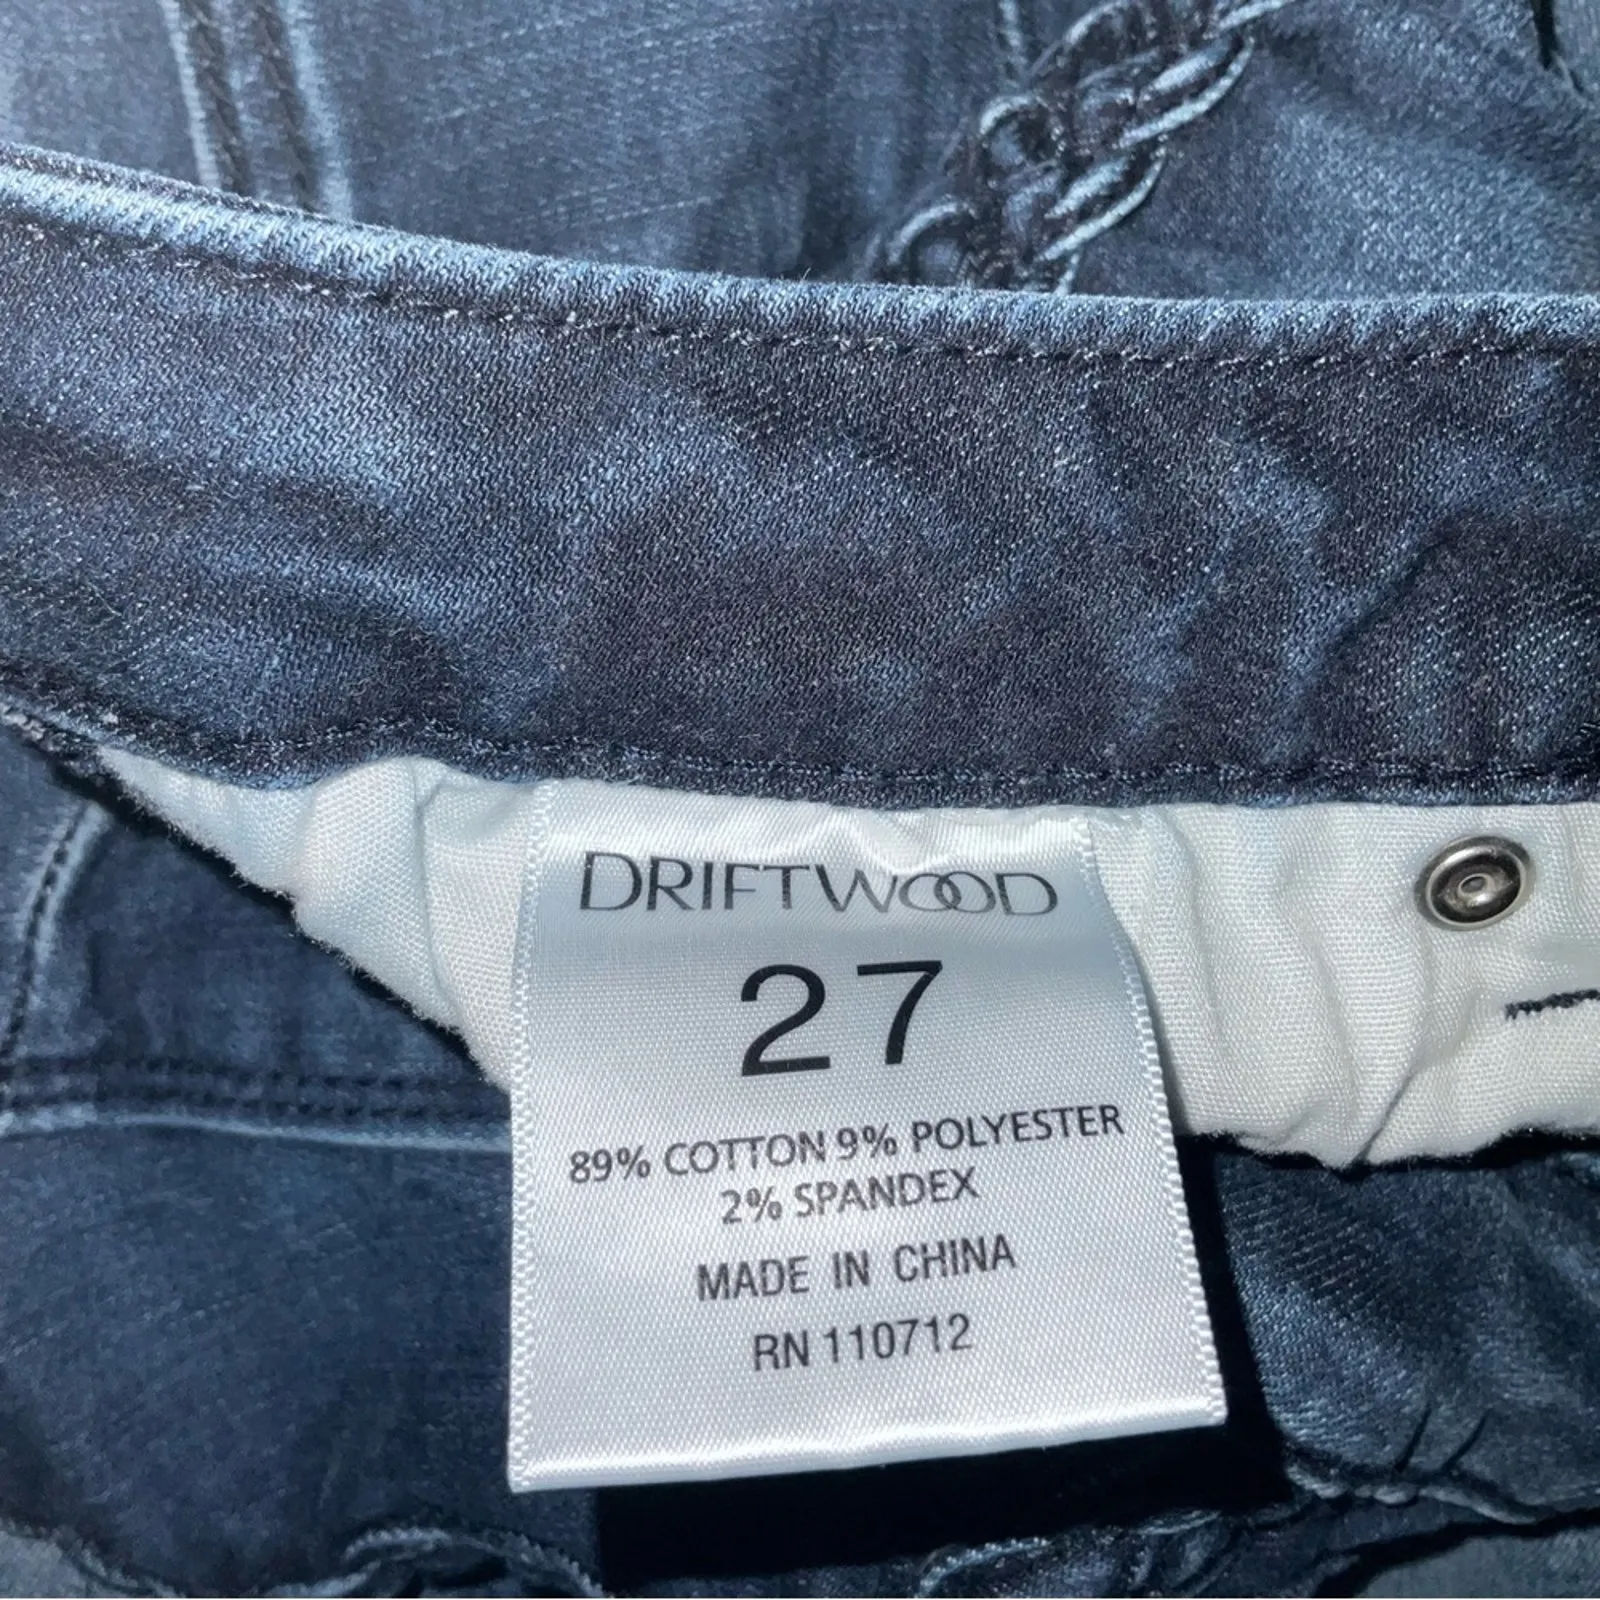 DRIFTWOOD
27
89% COTTON 9% POLYESTER
2% SPANDEX
MADE IN CHINA
RN 110712